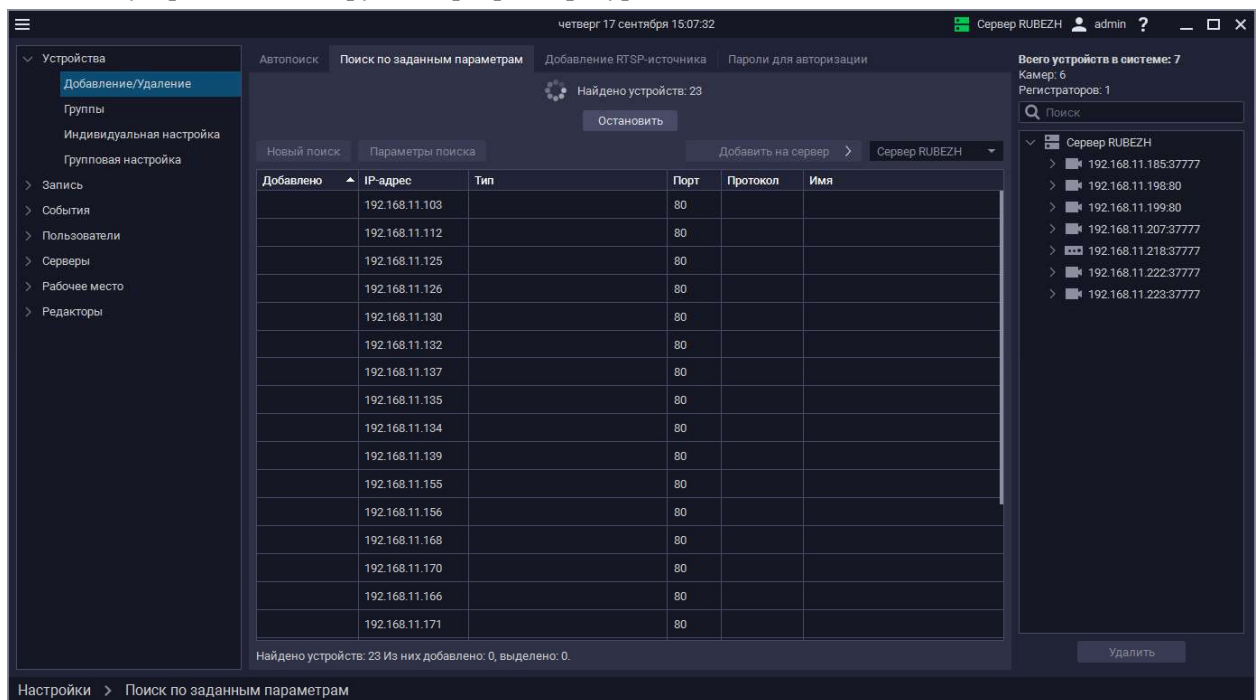 четверг 17 сентября 15:07:32
Сервер RUBEZH admin ?
Устройства
Добавление/Удаление
Группы
Индивидуальная настройка
Групповая настройка
Запись
События
Пользователи
Серверы
Рабочее место
Редакторы
Автопоиск Поиск по заданным параметрам Добавление RTSP-источника Пароли для авторизации
Найдено устройств: 23
Остановить
Новый поиск Параметры поиска Добавить на сервер > Сервер RUBEZH
Добавлено IP-адрес Тип Порт Протокол Имя
192.168.11.103 80
192.168.11.112 80
192.168.11.125 80
192.168.11.126 80
192.168.11.130 80
192.168.11.132 80
192.168.11.137 80
192.168.11.135 80
192.168.11.134 80
192.168.11.139 80
192.168.11.155 80
192.168.11.156 80
192.168.11.168 80
192.168.11.170 80
192.168.11.166 80
192.168.11.171 80
Найдено устройств: 23 Из них добавлено: 0, выделено: 0.
Всего устройств в системе: 7
Камер: 6
Регистраторов: 1
Поиск
Сервер RUBEZH
192.168.11.185:37777
192.168.11.198:80
192.168.11.199:80
192.168.11.207:37777
192.168.11.218:37777
192.168.11.222:37777
192.168.11.223:37777
Удалить
Настройки > Поиск по заданным параметрам